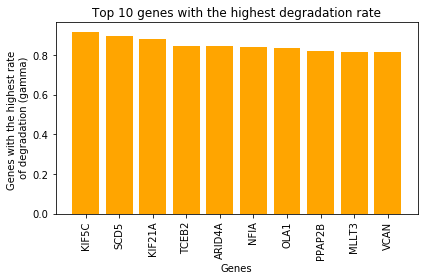 Top 10 genes with the highest degradation rate
Genes with the highest rate
of degradation (gamma)
0.8
0.6
0.4
0.2
0.0
KIF5C
SCD5
KIF21A
TCEB2
ARID4A
NFIA
OLA1
PPAP2B
MLLT3
VCAN
Genes